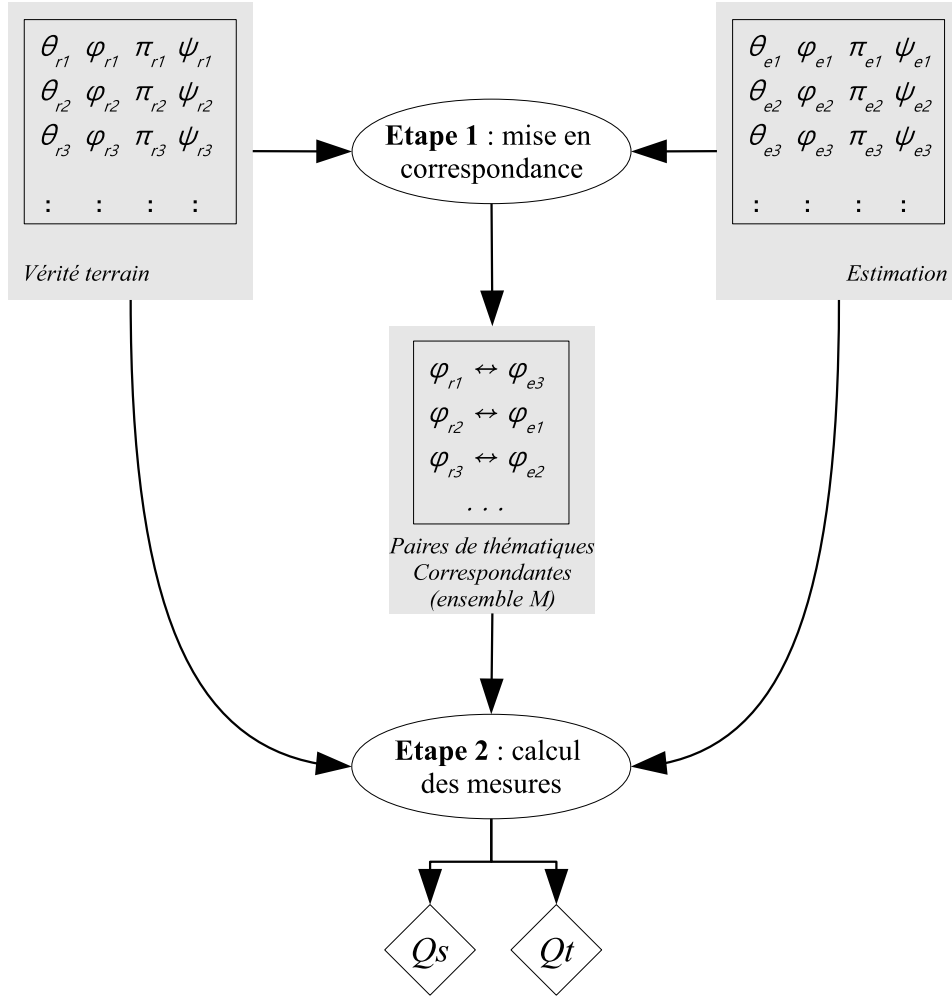 θr1 φr1 πr1 ψr1
θr2 φr2 πr2 ψr2
θr3 φr3 πr3 ψr3
: : : :
Vérité terrain
Etape 1 : mise en
correspondance
θe1 φe1 πe1 ψe1
θe2 φe2 πe2 ψe2
θe3 φe3 πe3 ψe3
: : : :
Estimation
φr1 ↔ φe3
φr2 ↔ φe1
φr3 ↔ φe2
. . .
Paires de thématiques
Correspondantes
(ensemble M)
Etape 2 : calcul
des mesures
Qs
Qt